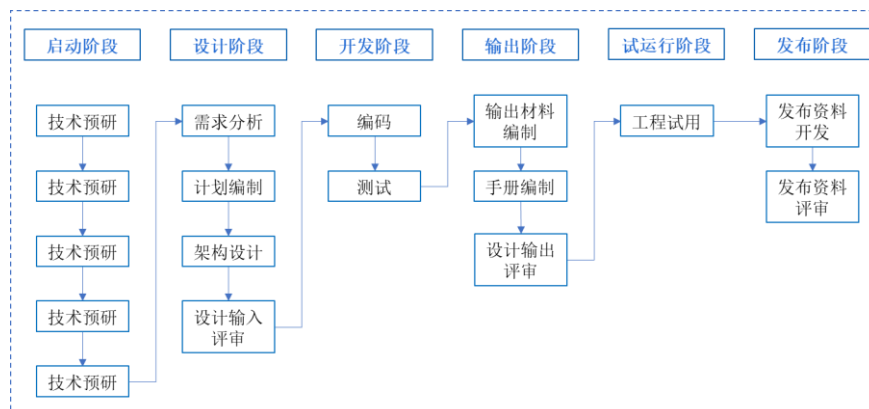 启动阶段
设计阶段
开发阶段
输出阶段
试运行阶段
发布阶段
技术预研
技术预研
技术预研
技术预研
技术预研
需求分析
计划编制
架构设计
设计输入
评审
编码
测试
输出材料
编制
手册编制
设计输出
评审
工程试用
发布资料
开发
发布资料
评审